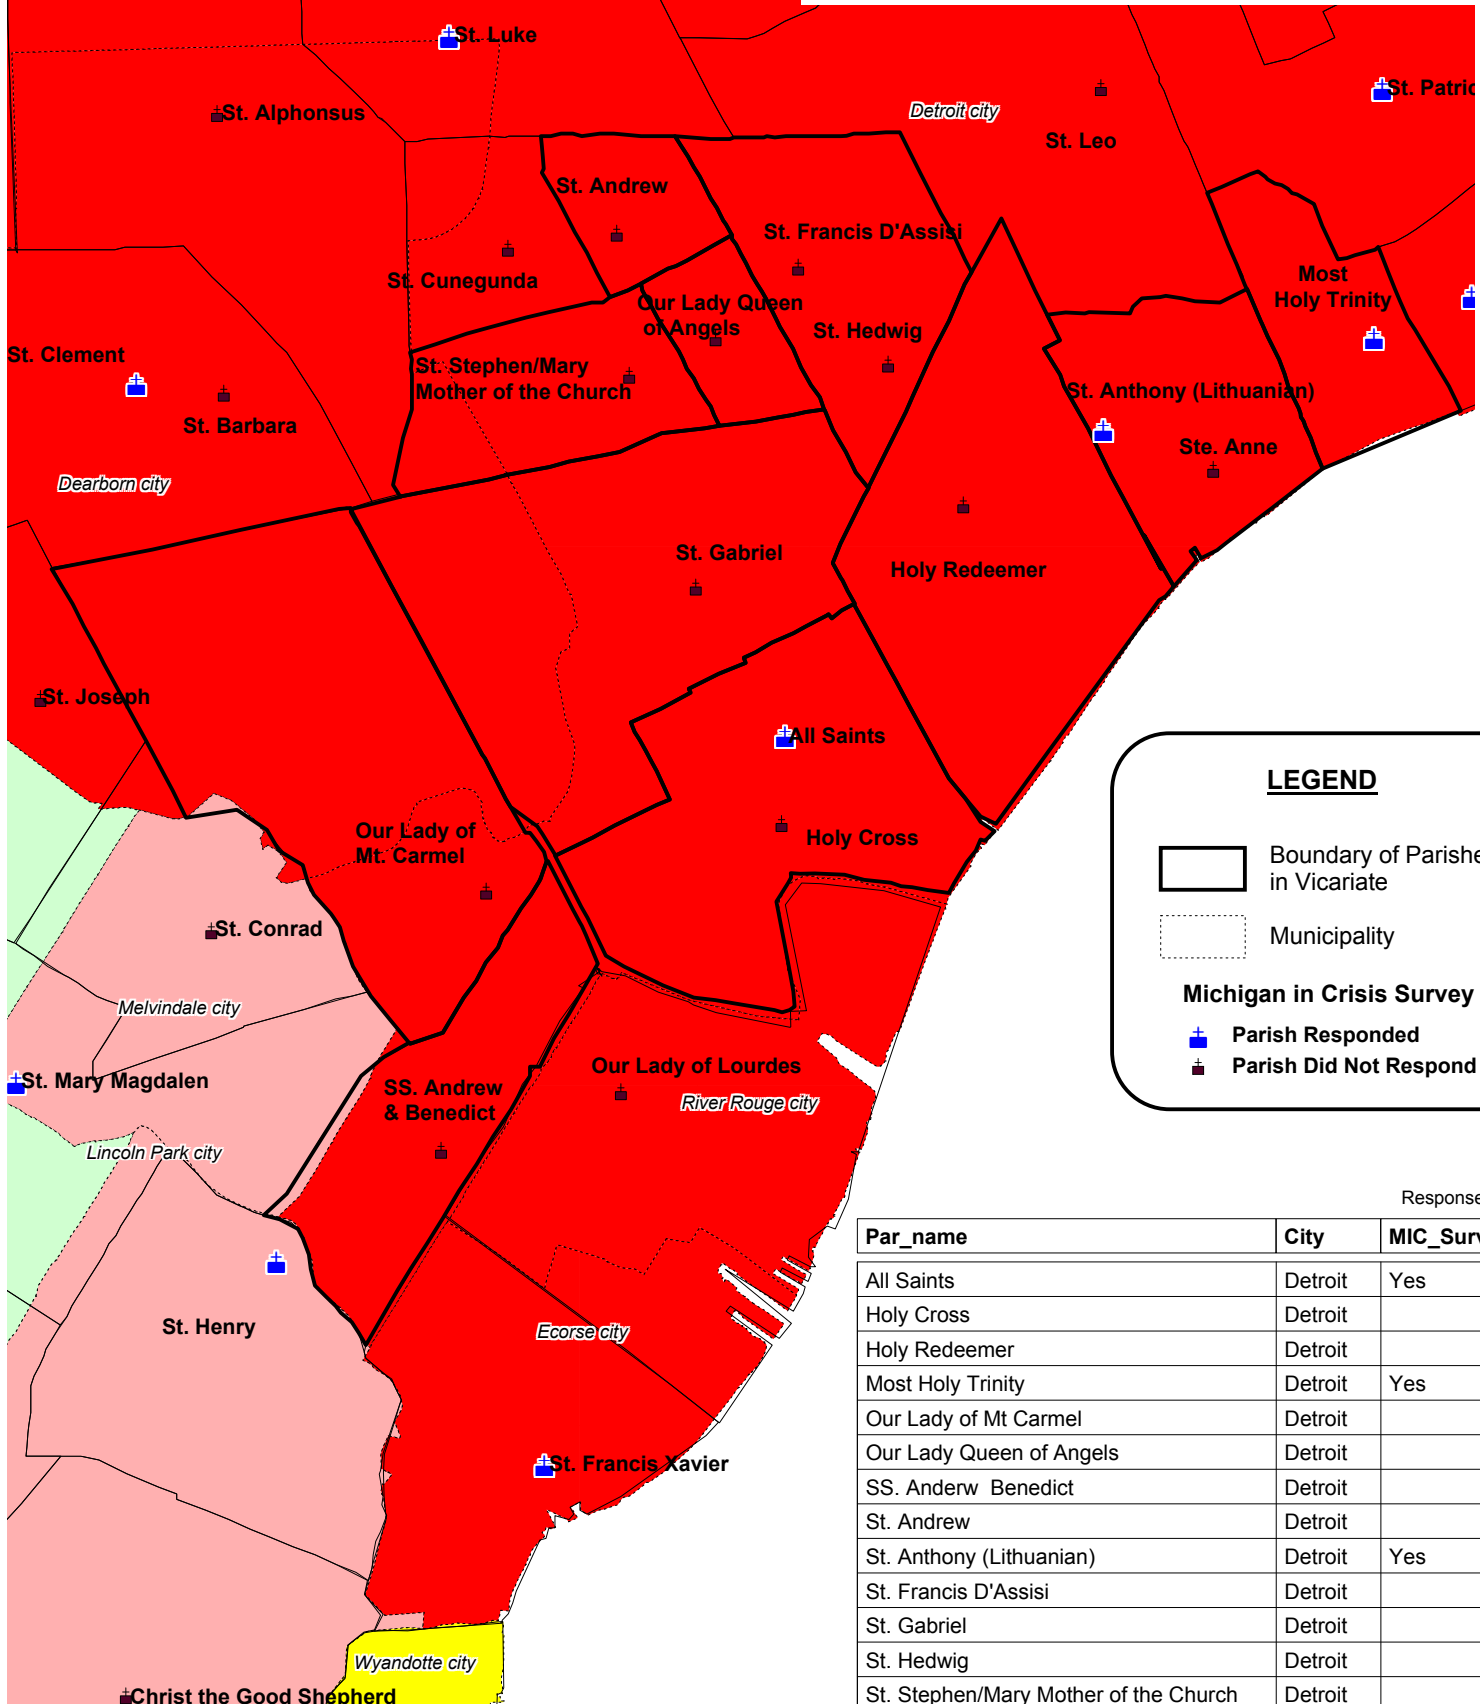 St. Luke
St. Patric
St. Alphonsus
Detroit city
St. Leo
St. Andrew
St. Francis D'Assisi
St. Cunegunda
Most
Holy Trinity
Our Lady Queen
of Angels
St. Hedwig
St. Clement
St. Stephen/Mary
Mother of the Church
St. Anthony (Lithuanian)
St. Barbara
Ste. Anne
Dearborn city
St. Gabriel
Holy Redeemer
St. Joseph
All Saints
Our Lady of
Mt. Carmel
Holy Cross
St. Conrad
Melvindale city
St. Mary Magdalen
SS. Andrew
& Benedict
Our Lady of Lourdes
River Rouge city
Lincoln Park city
St. Henry
Ecorse city
St. Francis Xavier
Wyandotte city
Christ the Good Shepherd
LEGEND
Boundary of Parishe
in Vicariate
Municipality
Michigan in Crisis Survey
Parish Responded
Parish Did Not Respond
Response
Par_name City MIC_Surv
All Saints Detroit Yes
Holy Cross Detroit
Holy Redeemer Detroit
Most Holy Trinity Detroit Yes
Our Lady of Mt Carmel Detroit
Our Lady Queen of Angels Detroit
SS. Anderw Benedict Detroit
St. Andrew Detroit
St. Anthony (Lithuanian) Detroit Yes
St. Francis D'Assisi Detroit
St. Gabriel Detroit
St. Hedwig Detroit
St. Stephen/Mary Mother of the Church Detroit